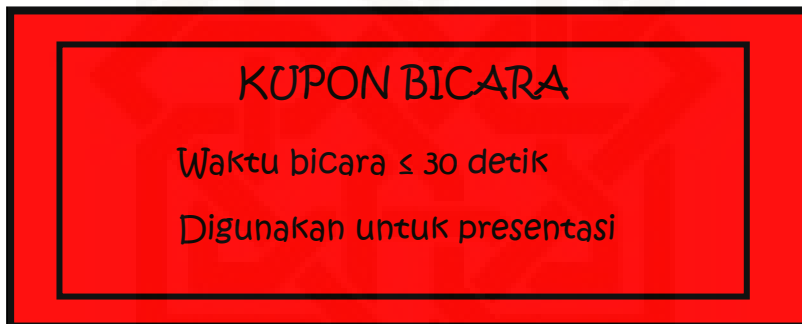 KUPON BICARA
Waktu bicara ≤ 30 detik
Digunakan untuk presentasi